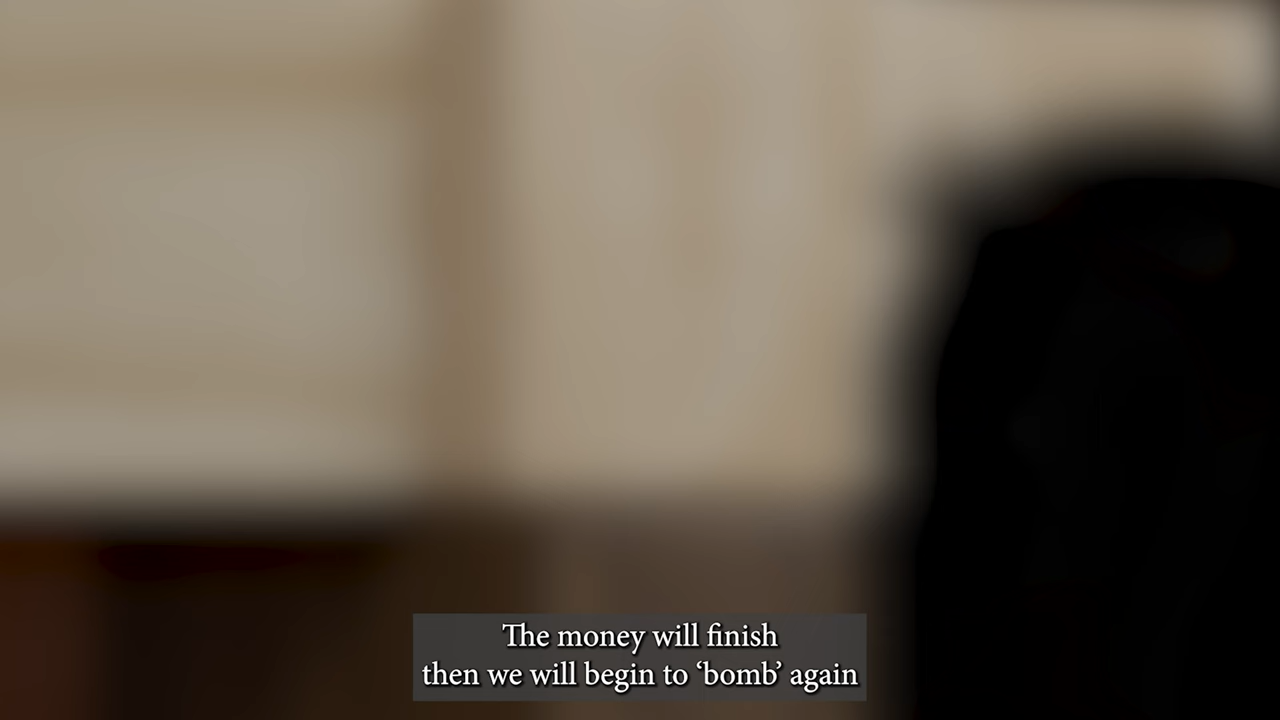 The money will finish
then we will begin to ‘bomb’ again